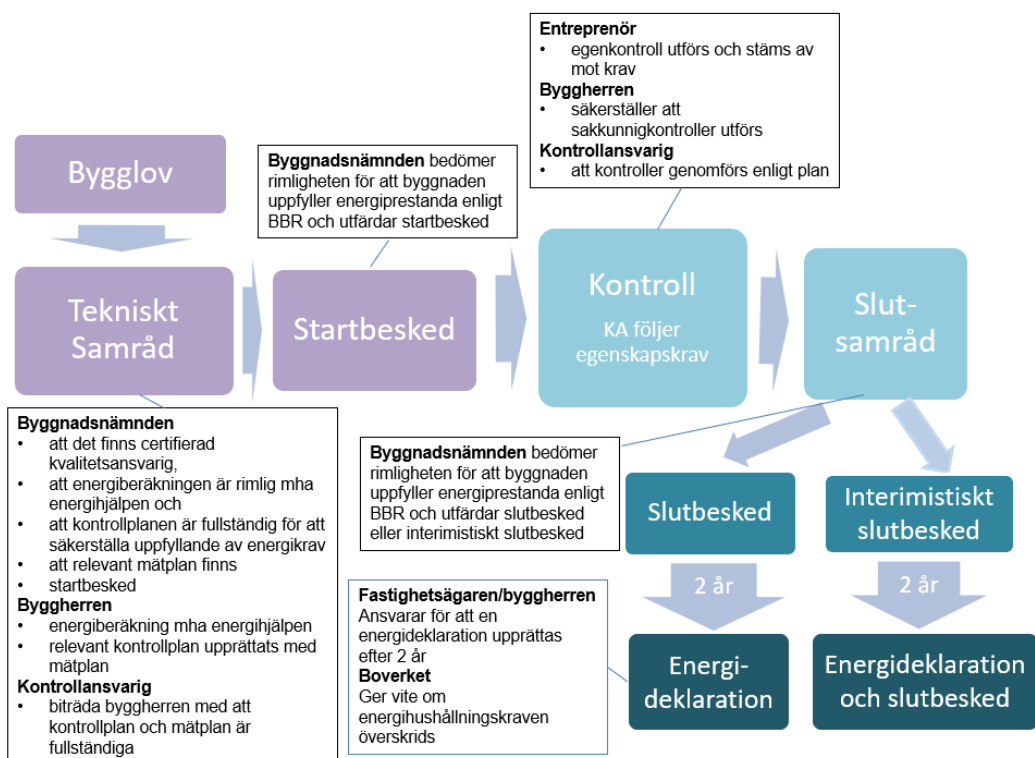 Entreprenör
• egenkontroll utförs och stäms av
mot krav
Byggherren
• säkerställer att
sakkunnigkontroller utförs
Kontrollansvarig
• att kontroller genomförs enligt plan
Bygglov
Byggnadsnämnden bedömer
rimligheten för att byggnaden
uppfyller energiprestanda enligt
BBR och utfärdar startbesked
Tekniskt
Samråd
Startbesked
Kontroll
KA följer
egenskapskrav
Slut-
samråd
Byggnadsnämnden
• att det finns certifierad
kvalitetsansvarig,
• att energiberäkningen är rimlig mha
energihjälpen och
• att kontrollplanen är fullständig för att
säkerställa uppfyllande av energikrav
• att relevant mätplan finns
• startbesked
Byggherren
• energiberäkning mha energihjälpen
• relevant kontrollplan upprättats med
mätplan
Kontrollansvarig
• biträda byggherren med att
kontrollplan och mätplan är
fullständiga
Byggnadsnämnden bedömer
rimligheten för att byggnaden
uppfyller energiprestanda enligt
BBR och utfärdar slutbesked
eller interimistiskt slutbesked
Slutbesked
Interimistiskt
slutbesked
2 år
2 år
Fastighetsägaren/byggherren
Ansvarar för att en
energideklaration upprättas
efter 2 år
Boverket
Ger vite om
energihushållningskraven
överskrids
Energi-
deklaration
Energideklaration
och slutbesked